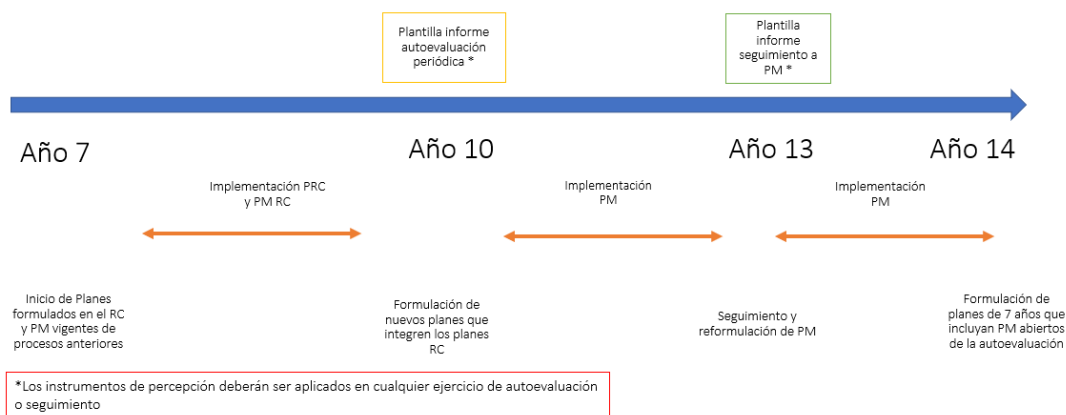 Plantilla informe
autoevaluación
periódica *
Plantilla
informe
seguimiento a
PM *
Año 7
Año 10
Año 13
Año 14
Implementación PRC
y PM RC
Implementación
PM
Implementación
PM
Inicio de Planes
formulados en el RC
y PM vigentes de
procesos anteriores
Formulación de
nuevos planes que
integren los planes
RC
Seguimiento y
reformulación de PM
Formulación de
planes de 7 años que
incluyan PM abiertos
de la autoevaluación
*Los instrumentos de percepción deberán ser aplicados en cualquier ejercicio de autoevaluación
o seguimiento